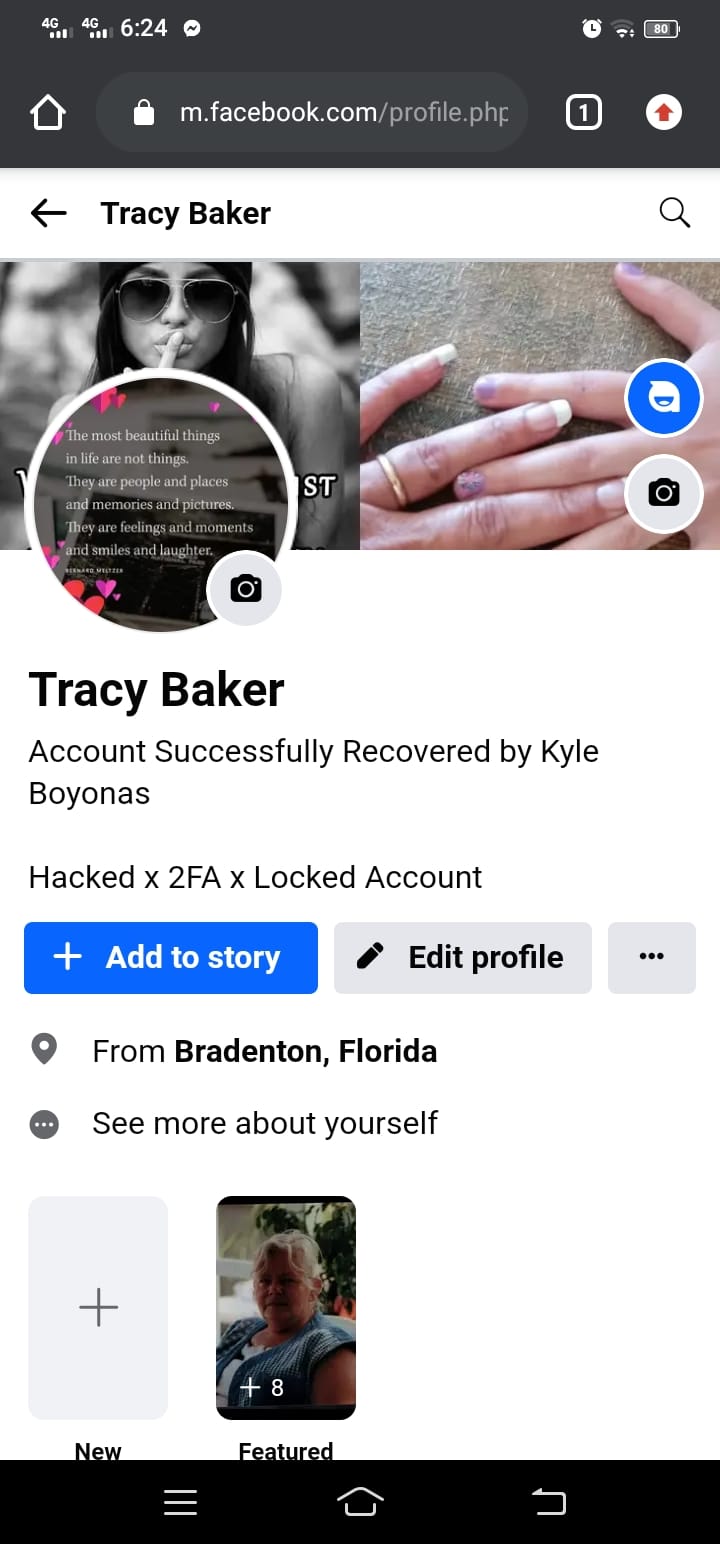 4G 4G 6:24 80
m.facebook.com/profile.php 1
Tracy Baker
The most beautiful things
in life are not things.
They are people and places
and memories and pictures.
They are feelings and moments
and smiles and laughter.
BERNARD MELTZER
ST
Tracy Baker
Account Successfully Recovered by Kyle
Boyonas
Hacked x 2FA x Locked Account
+ Add to story
Edit profile
From Bradenton, Florida
See more about yourself
+ 8
New
Featured